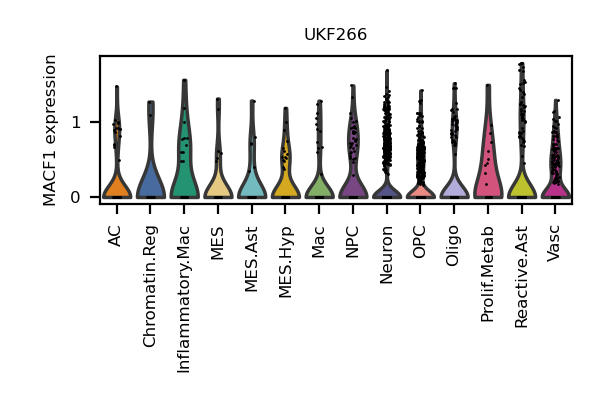 UKF266
MACF1 expression
1
0
AC
Chromatin.Reg
Inflammatory.Mac
MES
MES.Ast
MES.Hyp
Mac
NPC
Neuron
OPC
Oligo
Prolif.Metab
Reactive.Ast
Vasc